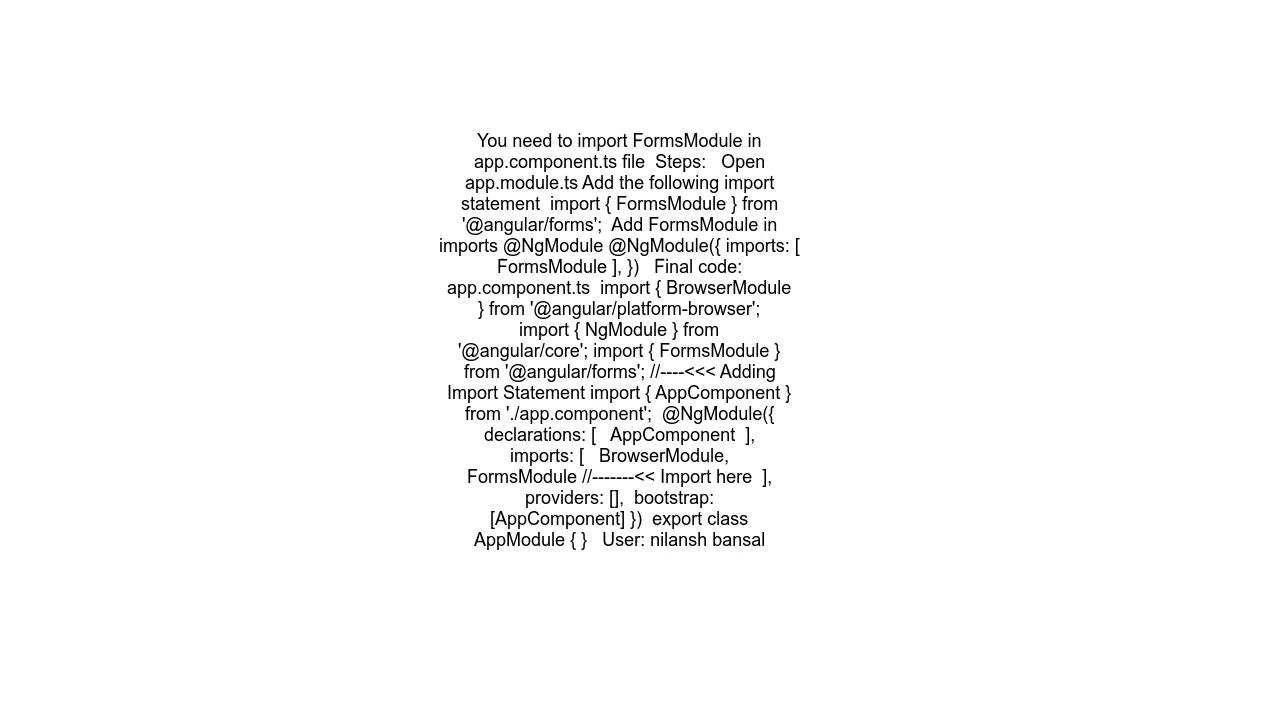 You need to import FormsModule in
app.component.ts file  Steps:   Open
app.module.ts Add the following import
statement  import { FormsModule } from
'@angular/forms';  Add FormsModule in
imports @NgModule @NgModule({ imports: [
FormsModule ], })   Final code:
app.component.ts  import { BrowserModule
} from '@angular/platform-browser';
import { NgModule } from
'@angular/core'; import { FormsModule }
from '@angular/forms'; //----<<< Adding
Import Statement import { AppComponent }
from './app.component';  @NgModule({
declarations: [   AppComponent  ],
imports: [   BrowserModule,
FormsModule //-------<< Import here  ],
providers: [],  bootstrap:
[AppComponent] })  export class
AppModule { }   User: nilansh bansal